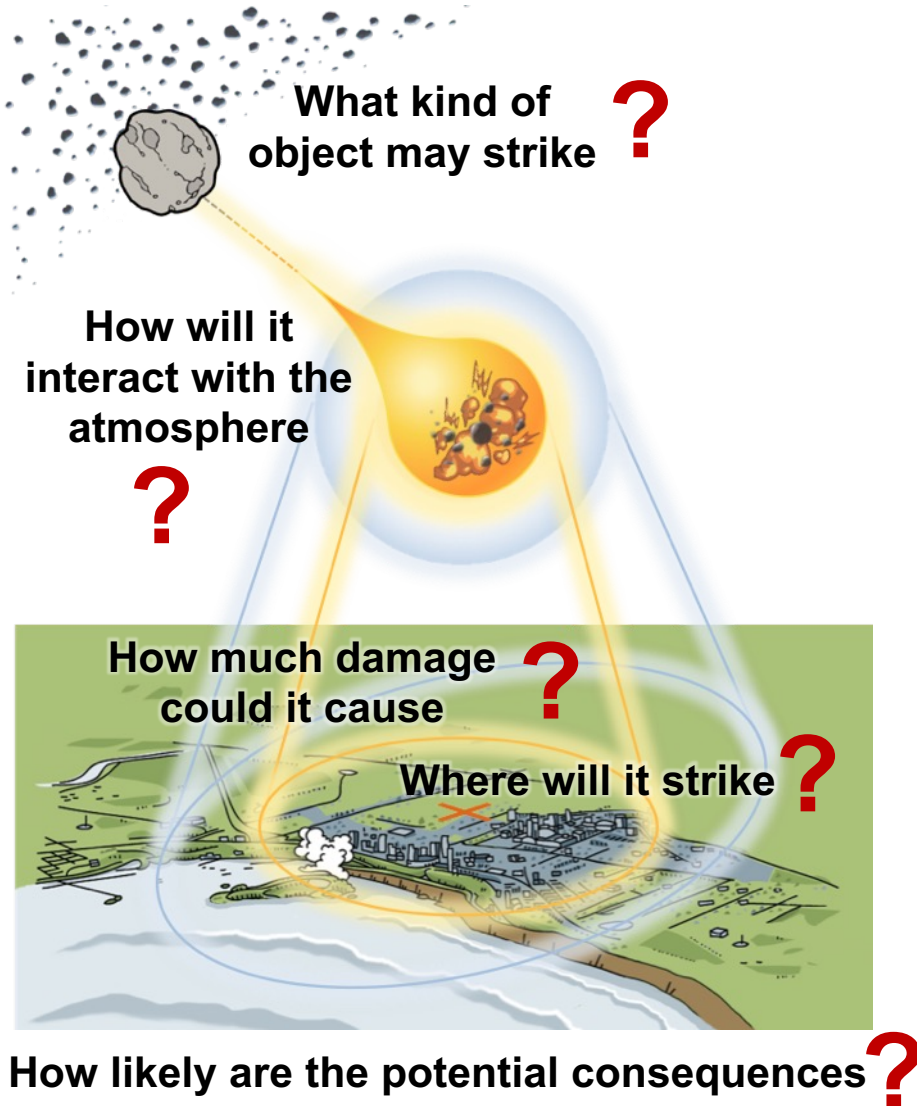 What kind of
object may strike ?
How will it
interact with the
atmosphere
?
How much damage
could it cause ?
Where will it strike ?
How likely are the potential consequences ?